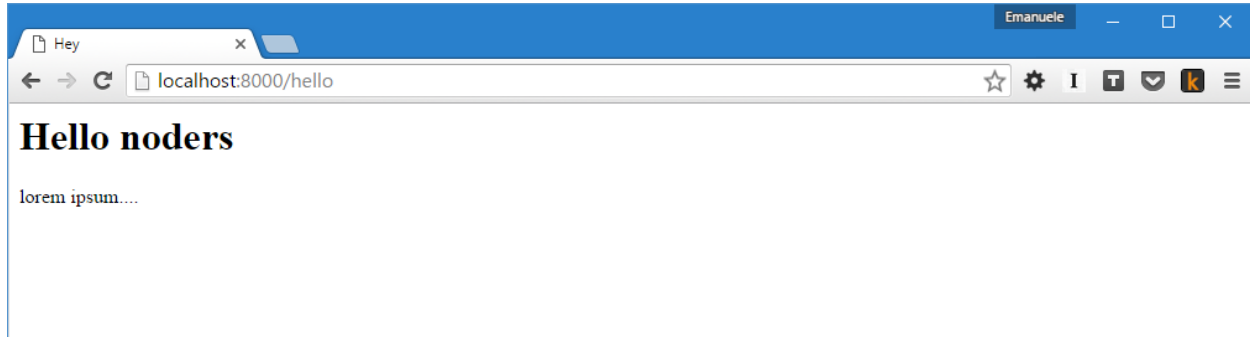 Emanuele
Hey
localhost:8000/hello
I T k
Hello noders
lorem ipsum....